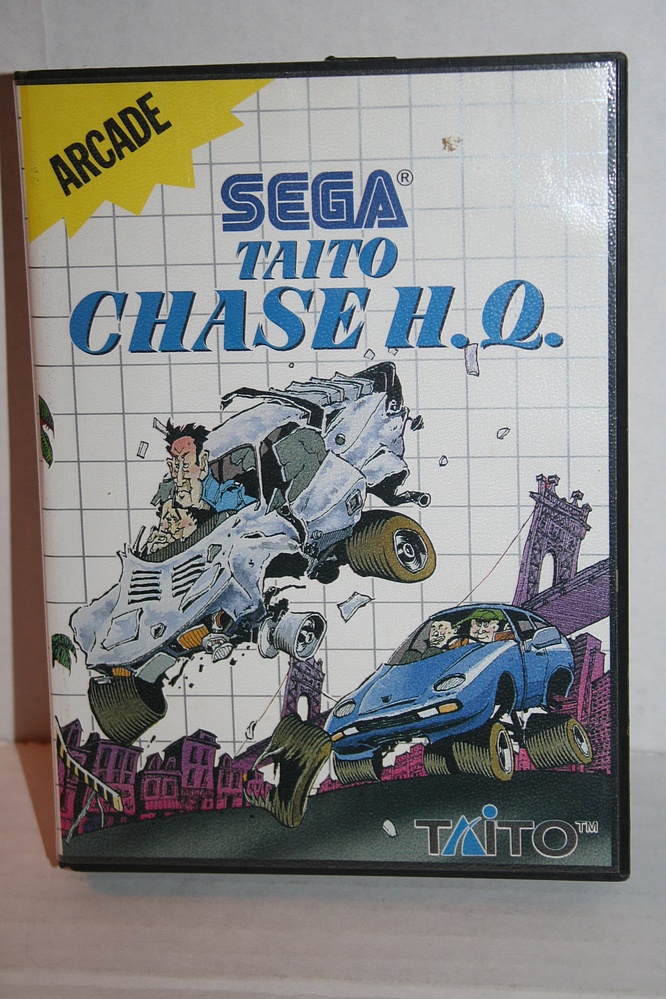 ARCADE
SEGA®
TAITO
CHASE H.Q.
TAITO™